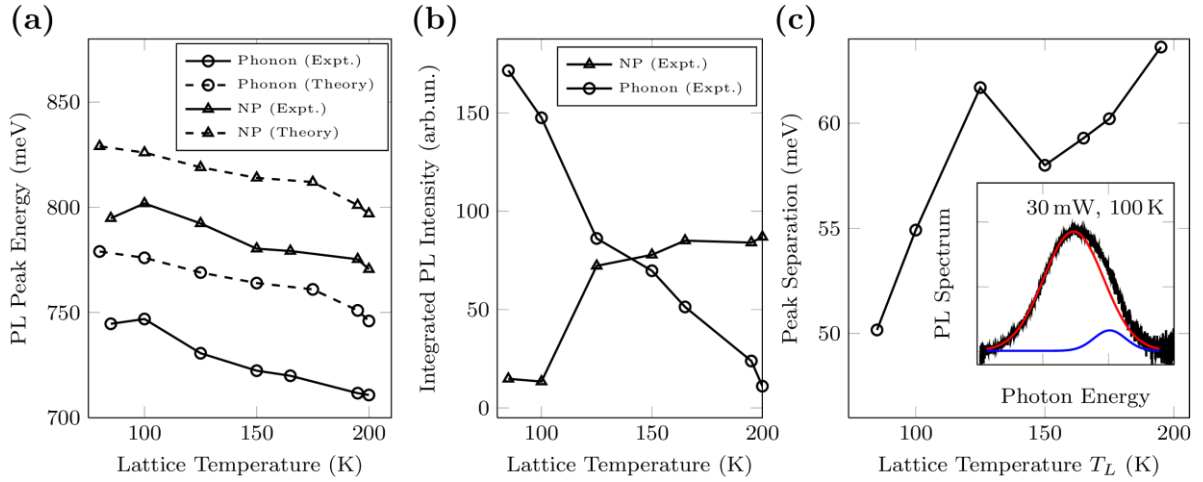 (a)
PL Peak Energy (meV)
850
800
750
700
100
150
200
Lattice Temperature (K)
Phonon (Expt.)
Phonon (Theory)
NP (Expt.)
NP (Theory)
(b)
Integrated PL Intensity (arb.un.)
150
100
50
0
100
150
200
Lattice Temperature (K)
NP (Expt.)
Phonon (Expt.)
(c)
Peak Separation (meV)
60
55
50
100
150
200
Lattice Temperature T_L (K)
30 mW, 100 K
PL Spectrum
Photon Energy